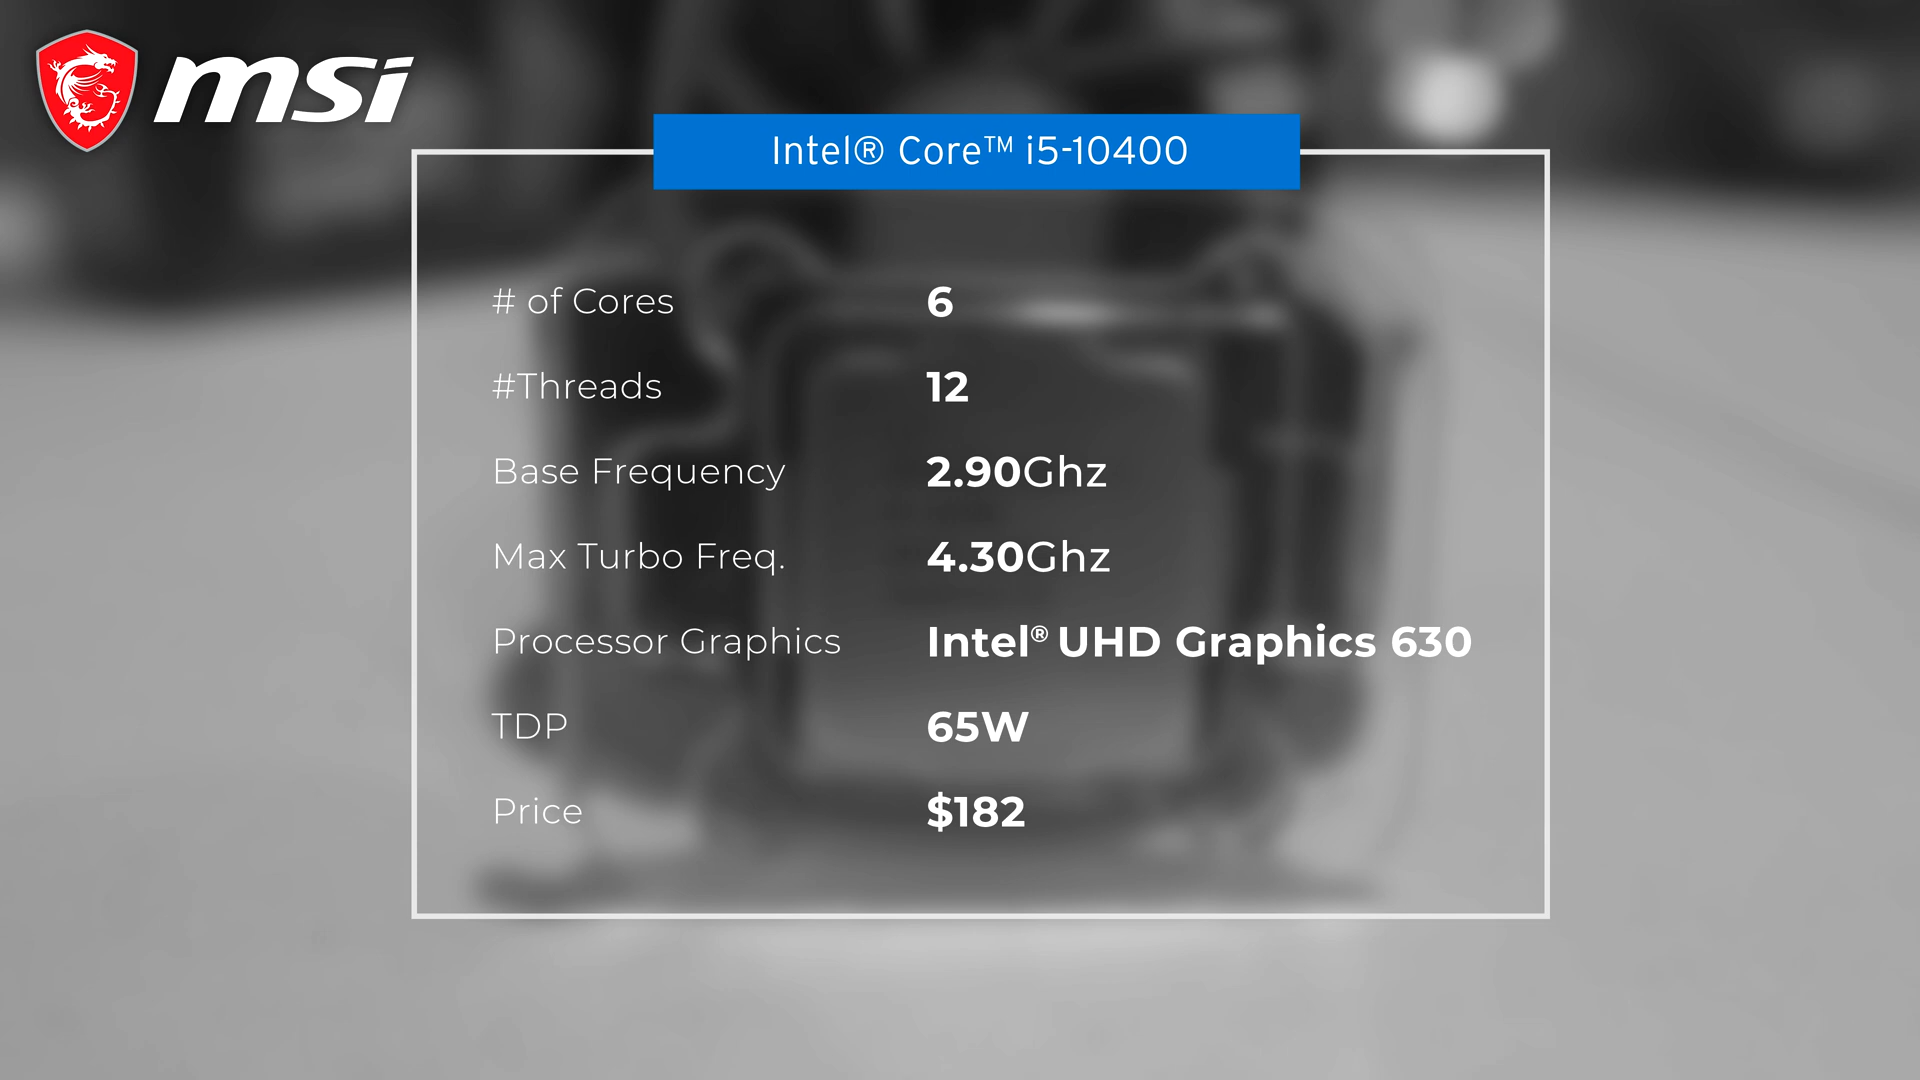 msi
Intel® Core™ i5-10400
# of Cores 6
#Threads 12
Base Frequency 2.90Ghz
Max Turbo Freq. 4.30Ghz
Processor Graphics Intel® UHD Graphics 630
TDP 65W
Price $182